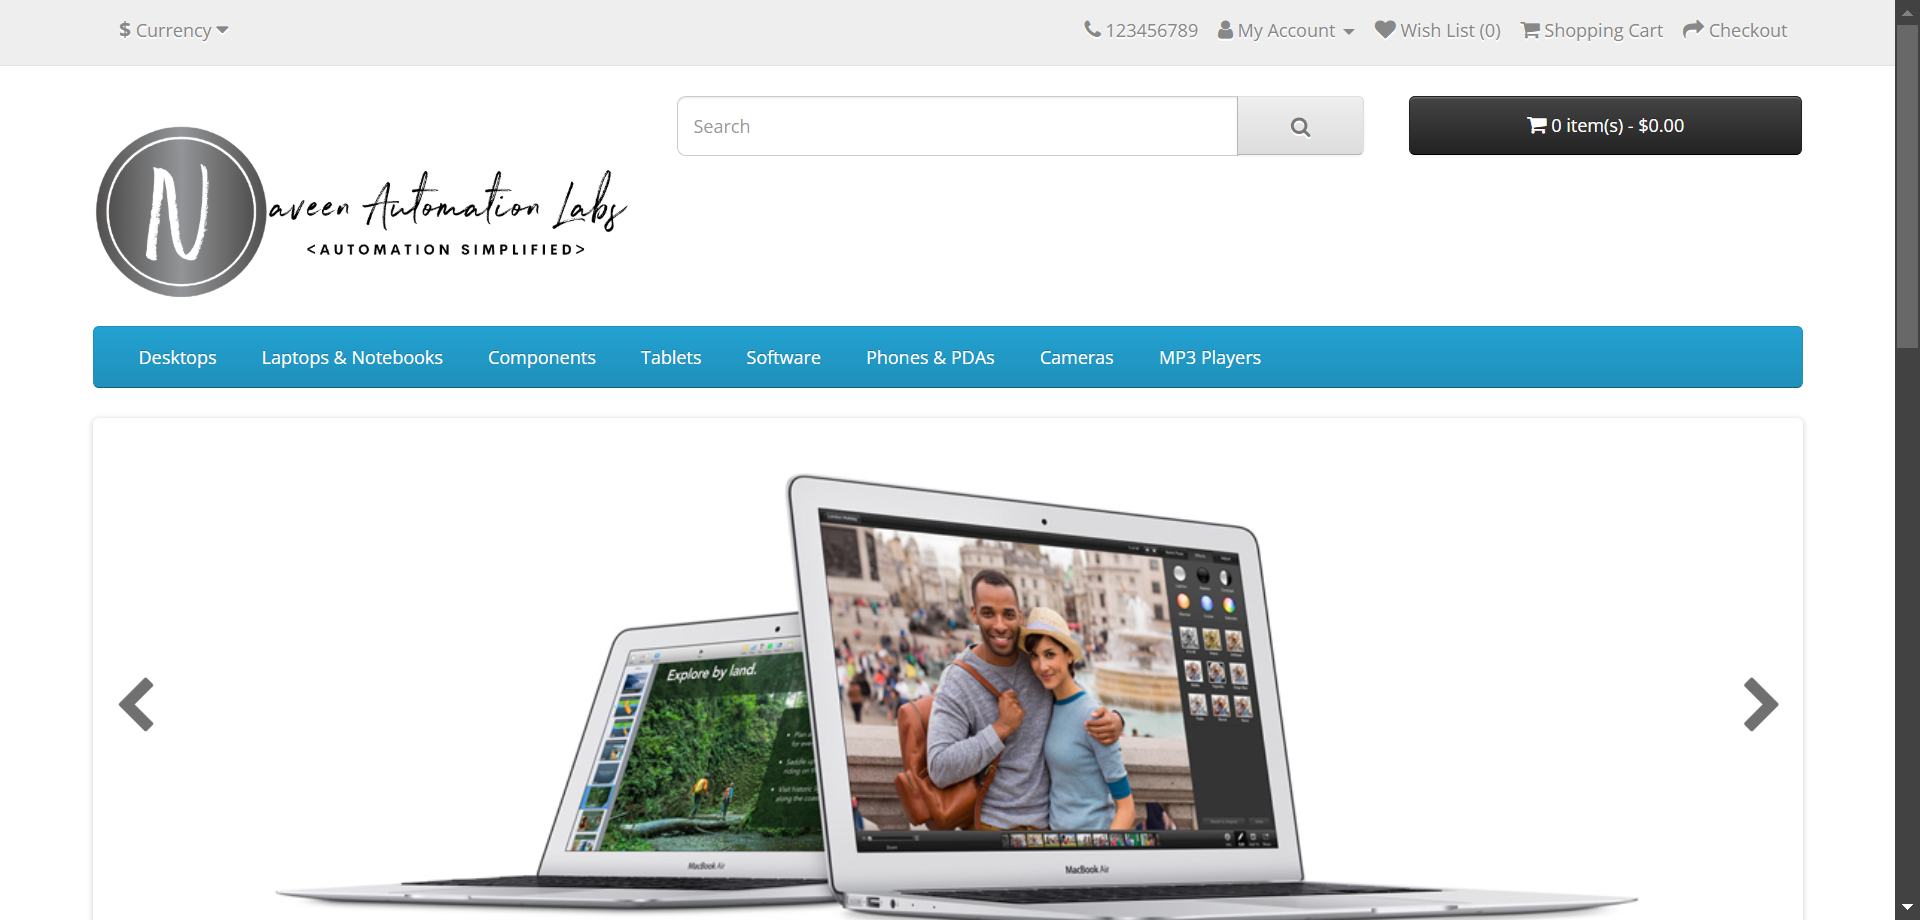 $ Currency
123456789 My Account Wish List (0) Shopping Cart Checkout
Search
0 item(s) - $0.00
Naveen Automation Labs
<AUTOMATION SIMPLIFIED>
Desktops Laptops & Notebooks Components Tablets Software Phones & PDAs Cameras MP3 Players
Explore by land.
MacBook Air
MacBook Air